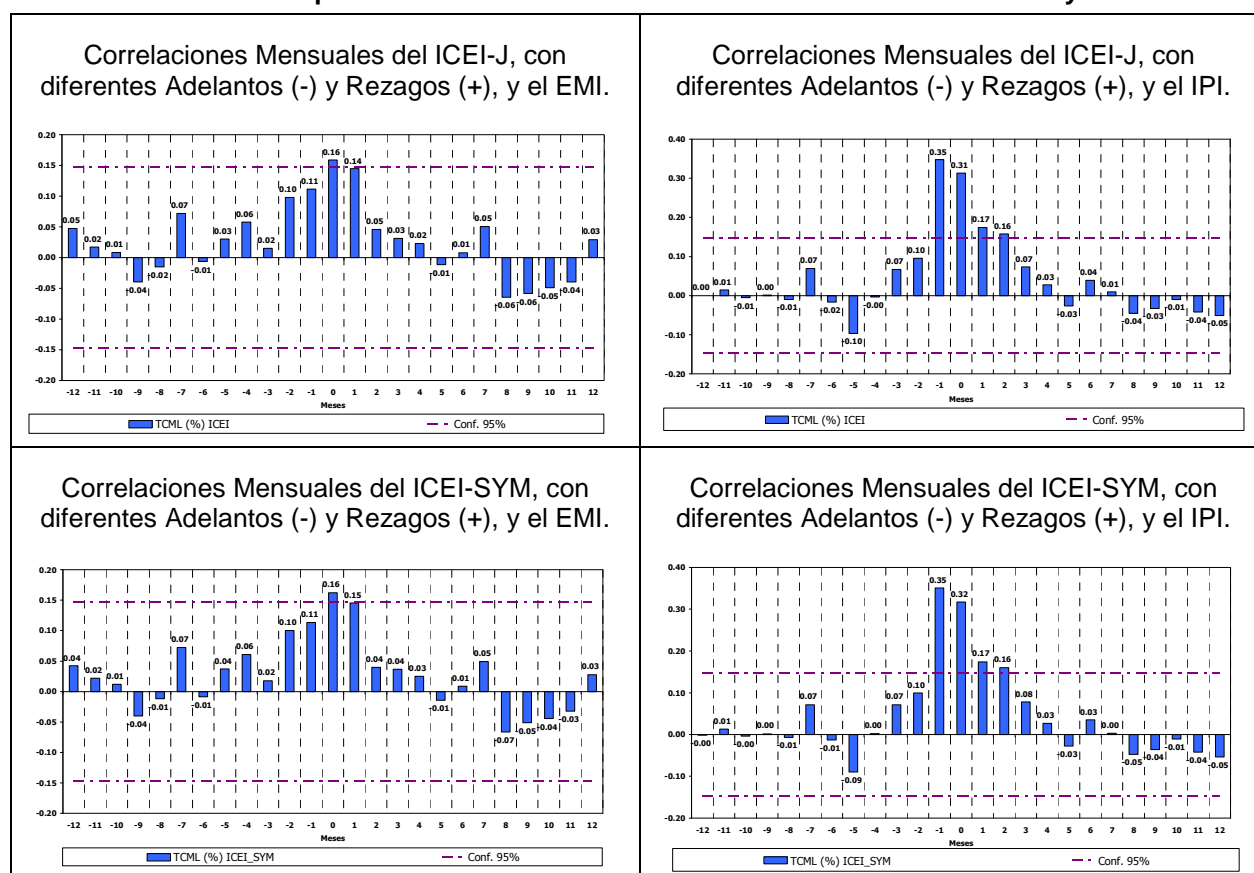 Correlaciones Mensuales del ICEI-J, con
diferentes Adelantos (-) y Rezagos (+), y el EMI.
0.20
0.15
0.10
0.05
0.00
-0.05
-0.10
-0.15
-0.20
0.05 0.02 0.01 -0.04 -0.02 0.07 -0.01 0.03 0.06 0.02 0.10 0.11 0.16 0.14 0.05 0.03 0.02 -0.01 0.01 0.05 -0.06 -0.06 -0.05 -0.04 0.03
-12 -11 -10 -9 -8 -7 -6 -5 -4 -3 -2 -1 0 1 2 3 4 5 6 7 8 9 10 11 12
Meses
TCML (%) ICEI Conf. 95%
Correlaciones Mensuales del ICEI-J, con
diferentes Adelantos (-) y Rezagos (+), y el IPI.
0.40
0.30
0.20
0.10
0.00
-0.10
-0.20
0.00 0.01 -0.01 0.00 -0.01 0.07 -0.02 -0.10 -0.00 0.07 0.10 0.35 0.31 0.17 0.16 0.07 0.03 -0.03 0.04 0.01 -0.04 -0.03 -0.01 -0.04 -0.05
-12 -11 -10 -9 -8 -7 -6 -5 -4 -3 -2 -1 0 1 2 3 4 5 6 7 8 9 10 11 12
Meses
TCML (%) ICEI Conf. 95%
Correlaciones Mensuales del ICEI-SYM, con
diferentes Adelantos (-) y Rezagos (+), y el EMI.
0.20
0.15
0.10
0.05
0.00
-0.05
-0.10
-0.15
-0.20
0.04 0.02 0.01 -0.04 -0.01 0.07 -0.01 0.04 0.06 0.02 0.10 0.11 0.16 0.15 0.04 0.04 0.03 -0.01 0.01 0.05 -0.07 -0.05 -0.04 -0.03 0.03
-12 -11 -10 -9 -8 -7 -6 -5 -4 -3 -2 -1 0 1 2 3 4 5 6 7 8 9 10 11 12
Meses
TCML (%) ICEI_SYM Conf. 95%
Correlaciones Mensuales del ICEI-SYM, con
diferentes Adelantos (-) y Rezagos (+), y el IPI.
0.40
0.30
0.20
0.10
0.00
-0.10
-0.20
-0.00 0.01 -0.00 0.00 -0.01 0.07 -0.01 -0.09 0.00 0.07 0.10 0.35 0.32 0.17 0.16 0.08 0.03 -0.03 0.03 0.00 -0.05 -0.04 -0.01 -0.04 -0.05
-12 -11 -10 -9 -8 -7 -6 -5 -4 -3 -2 -1 0 1 2 3 4 5 6 7 8 9 10 11 12
Meses
TCML (%) ICEI_SYM Conf. 95%